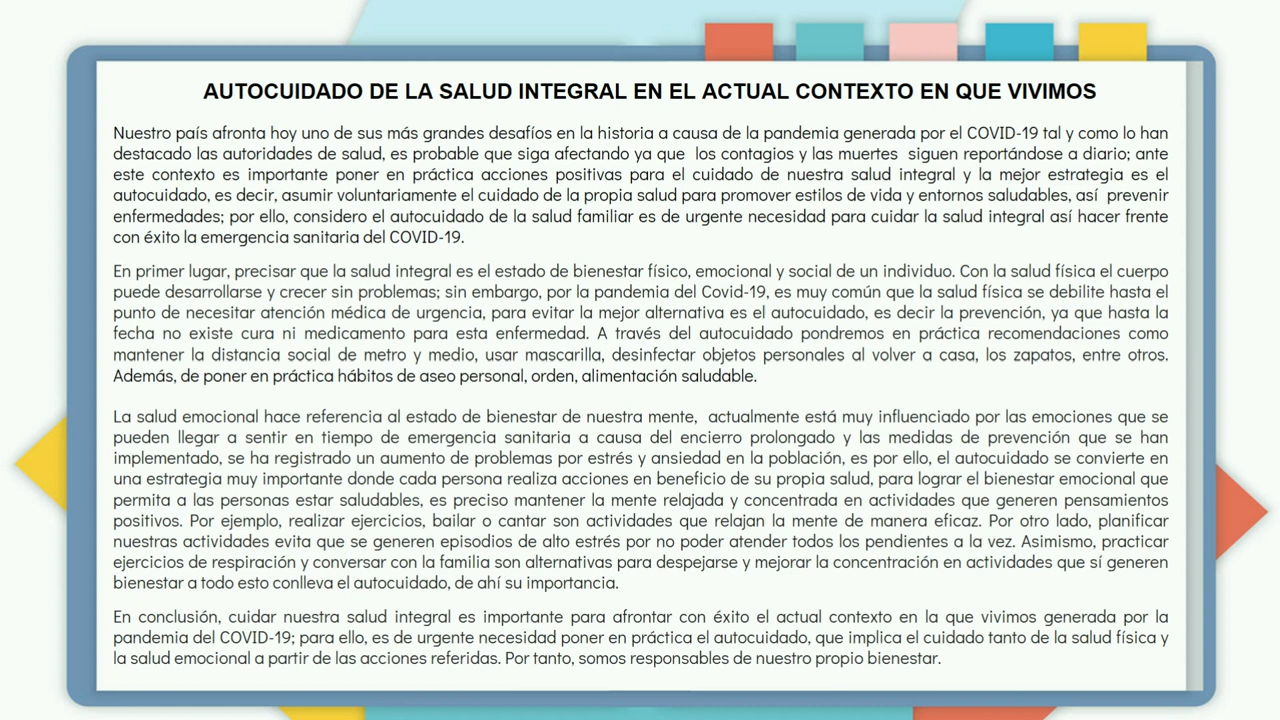 AUTOCUIDADO DE LA SALUD INTEGRAL EN EL ACTUAL CONTEXTO EN QUE VIVIMOS
Nuestro país afronta hoy uno de sus más grandes desafíos en la historia a causa de la pandemia generada por el COVID-19 tal y como lo han
destacado las autoridades de salud, es probable que siga afectando ya que los contagios y las muertes siguen reportándose a diario; ante
este contexto es importante poner en práctica acciones positivas para el cuidado de nuestra salud integral y la mejor estrategia es el
autocuidado, es decir, asumir voluntariamente el cuidado de la propia salud para promover estilos de vida y entornos saludables, así prevenir
enfermedades; por ello, considero el autocuidado de la salud familiar es de urgente necesidad para cuidar la salud integral así hacer frente
con éxito la emergencia sanitaria del COVID-19.
En primer lugar, precisar que la salud integral es el estado de bienestar físico, emocional y social de un individuo. Con la salud física el cuerpo
puede desarrollarse y crecer sin problemas; sin embargo, por la pandemia del Covid-19, es muy común que la salud física se debilite hasta el
punto de necesitar atención médica de urgencia, para evitar la mejor alternativa es el autocuidado, es decir la prevención, ya que hasta la
fecha no existe cura ni medicamento para esta enfermedad. A través del autocuidado pondremos en práctica recomendaciones como
mantener la distancia social de metro y medio, usar mascarilla, desinfectar objetos personales al volver a casa, los zapatos, entre otros.
Además, de poner en práctica hábitos de aseo personal, orden, alimentación saludable.
La salud emocional hace referencia al estado de bienestar de nuestra mente, actualmente está muy influenciado por las emociones que se
pueden llegar a sentir en tiempo de emergencia sanitaria a causa del encierro prolongado y las medidas de prevención que se han
implementado, se ha registrado un aumento de problemas por estrés y ansiedad en la población, es por ello, el autocuidado se convierte en
una estrategia muy importante donde cada persona realiza acciones en beneficio de su propia salud, para lograr el bienestar emocional que
permita a las personas estar saludables, es preciso mantener la mente relajada y concentrada en actividades que generen pensamientos
positivos. Por ejemplo, realizar ejercicios, bailar o cantar son actividades que relajan la mente de manera eficaz. Por otro lado, planificar
nuestras actividades evita que se generen episodios de alto estrés por no poder atender todos los pendientes a la vez. Asimismo, practicar
ejercicios de respiración y conversar con la familia son alternativas para despejarse y mejorar la concentración en actividades que sí generen
bienestar a todo esto conlleva el autocuidado, de ahí su importancia.
En conclusión, cuidar nuestra salud integral es importante para afrontar con éxito el actual contexto en la que vivimos generada por la
pandemia del COVID-19; para ello, es de urgente necesidad poner en práctica el autocuidado, que implica el cuidado tanto de la salud física y
la salud emocional a partir de las acciones referidas. Por tanto, somos responsables de nuestro propio bienestar.